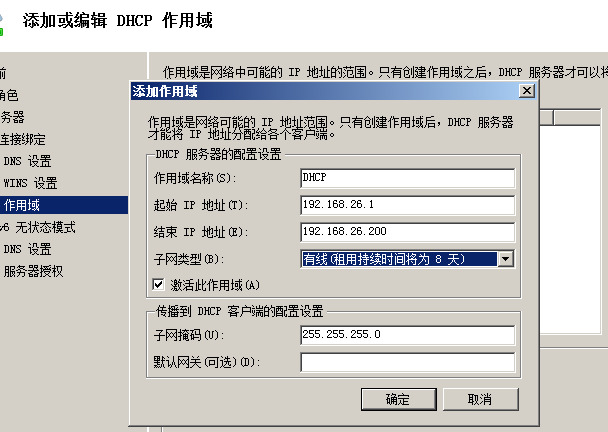 添加或编辑 DHCP 作用域
作用域是网络中可能的 IP 地址的范围。只有创建作用域之后，DHCP 服务器才可以将
前
角色
务器
连接绑定
DNS 设置
WINS 设置
作用域
v6 无状态模式
DNS 设置
服务器授权
添加作用域
作用域是网络可能的 IP 地址范围。只有创建作用域后，DHCP 服务器
才能将 IP 地址分配给各个客户端。
DHCP 服务器的配置设置
作用域名称(S): DHCP
起始 IP 地址(T): 192.168.26.1
结束 IP 地址(E): 192.168.26.200
子网类型(B): 有线(租用持续时间将为 8 天)
激活此作用域(A)
传播到 DHCP 客户端的配置设置
子网掩码(U): 255.255.255.0
默认网关(可选)(D):
确定 取消